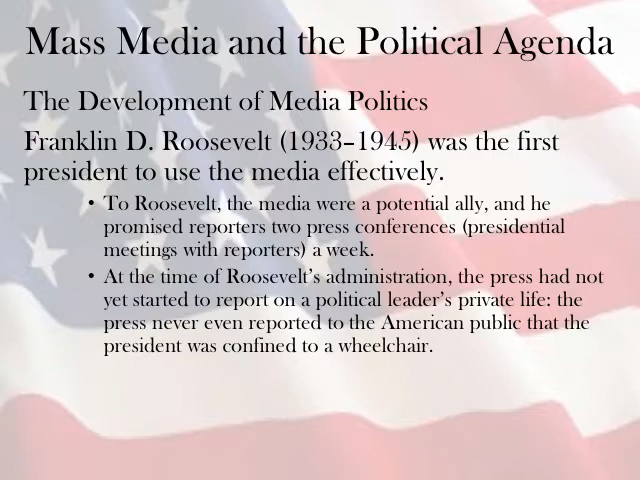 Mass Media and the Political Agenda
The Development of Media Politics
Franklin D. Roosevelt (1933–1945) was the first
president to use the media effectively.
• To Roosevelt, the media were a potential ally, and he
promised reporters two press conferences (presidential
meetings with reporters) a week.
• At the time of Roosevelt's administration, the press had not
yet started to report on a political leader's private life: the
press never even reported to the American public that the
president was confined to a wheelchair.